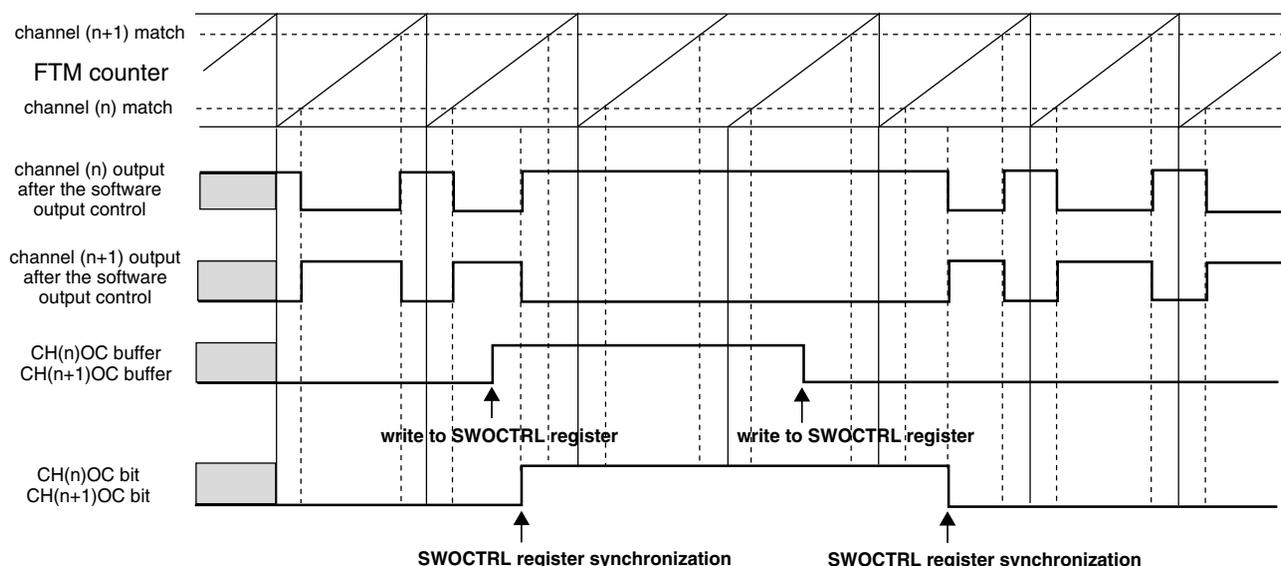 channel (n+1) match
FTM counter
channel (n) match
channel (n) output
after the software
output control
channel (n+1) output
after the software
output control
CH(n)OC buffer
CH(n+1)OC buffer
write to SWOCTRL register
write to SWOCTRL register
CH(n)OC bit
CH(n+1)OC bit
SWOCTRL register synchronization
SWOCTRL register synchronization